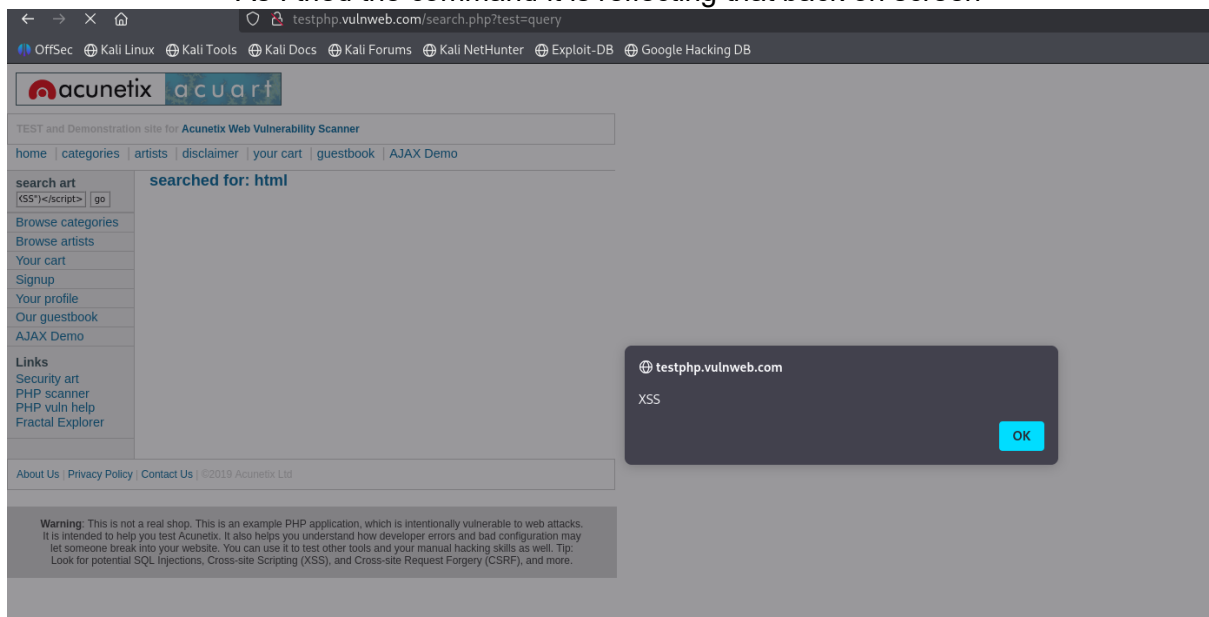 testphp.vulnweb.com/search.php?test=query
OffSec Kali Linux Kali Tools Kali Docs Kali Forums Kali NetHunter Exploit-DB Google Hacking DB
acunetix acuart
TEST and Demonstration site for Acunetix Web Vulnerability Scanner
home | categories | artists | disclaimer | your cart | guestbook | AJAX Demo
search art
SS")</script> go
searched for: html
Browse categories
Browse artists
Your cart
Signup
Your profile
Our guestbook
AJAX Demo
Links
Security art
PHP scanner
PHP vuln help
Fractal Explorer
testphp.vulnweb.com
XSS
OK
About Us | Privacy Policy | Contact Us | ©2019 Acunetix Ltd
Warning: This is not a real shop. This is an example PHP application, which is intentionally vulnerable to web attacks.
It is intended to help you test Acunetix. It also helps you understand how developer errors and bad configuration may
let someone break into your website. You can use it to test other tools and your manual hacking skills as well. Tip:
Look for potential SQL Injections, Cross-site Scripting (XSS), and Cross-site Request Forgery (CSRF), and more.